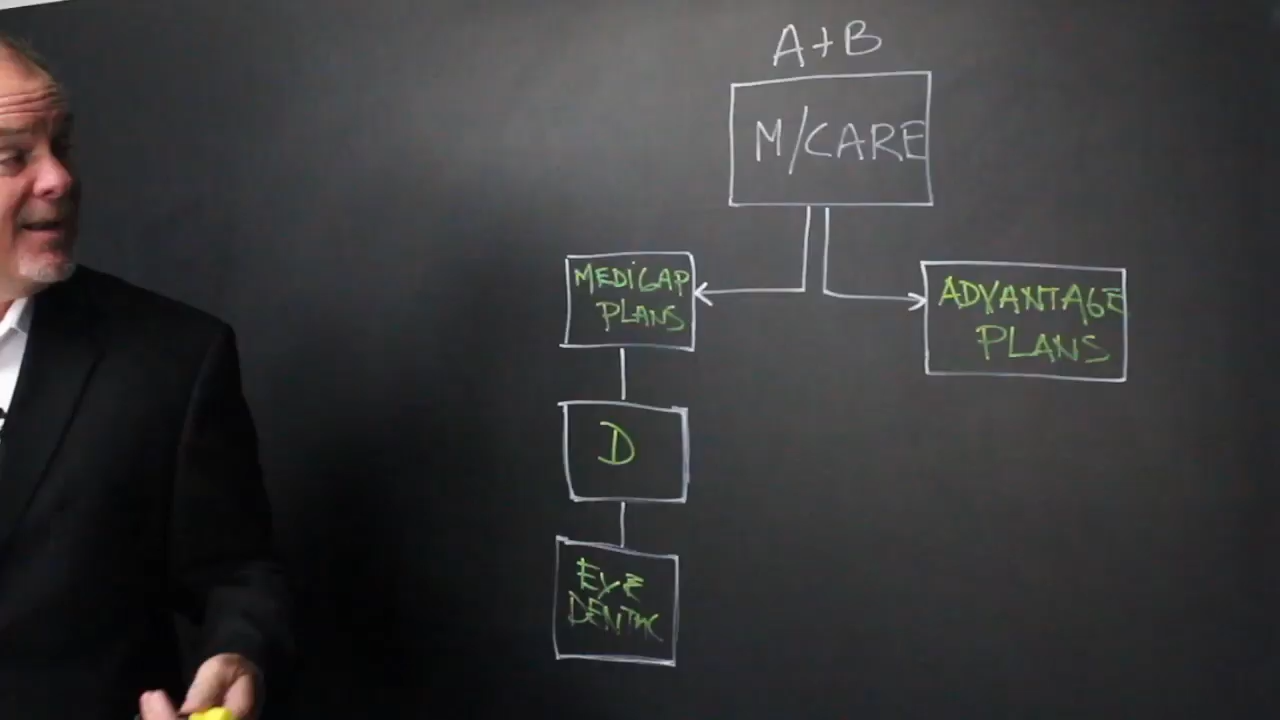 A+B
M/CARE
MEDIGAP
PLANS
ADVANTAGE
PLANS
D
EYE
DENTAL